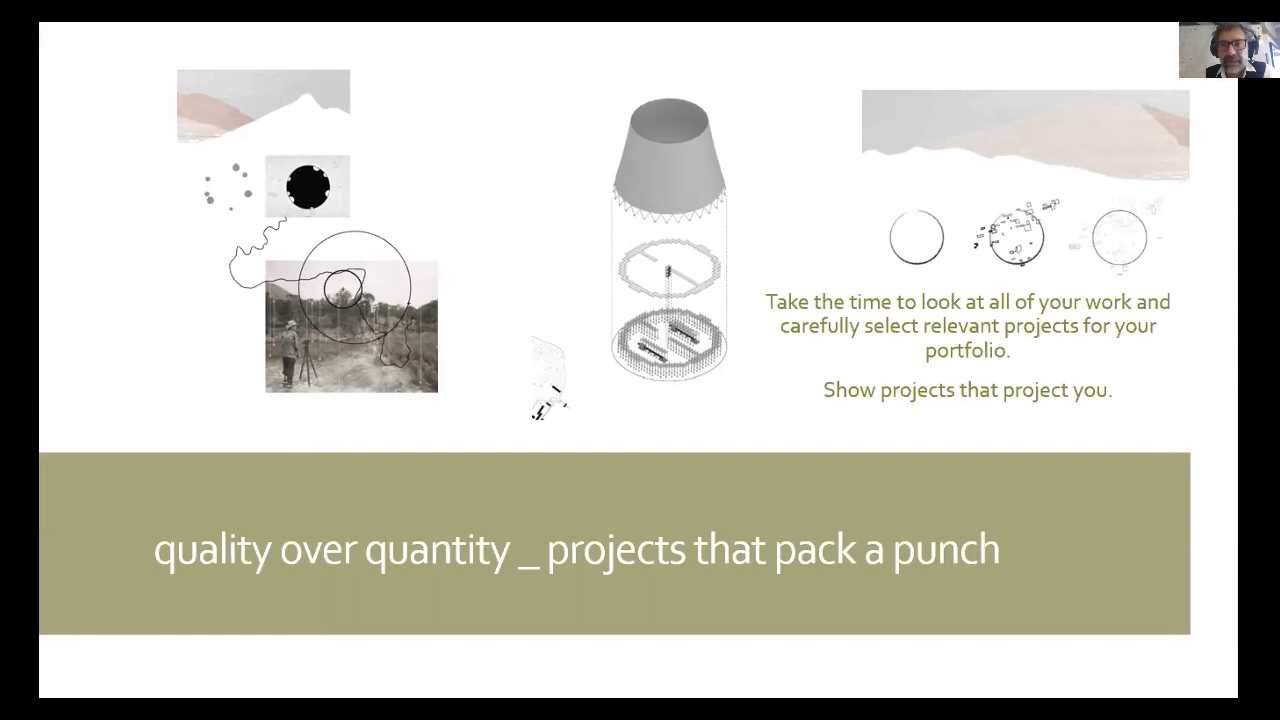 Take the time to look at all of your work and
carefully select relevant projects for your
portfolio.
Show projects that project you.
quality over quantity _ projects that pack a punch